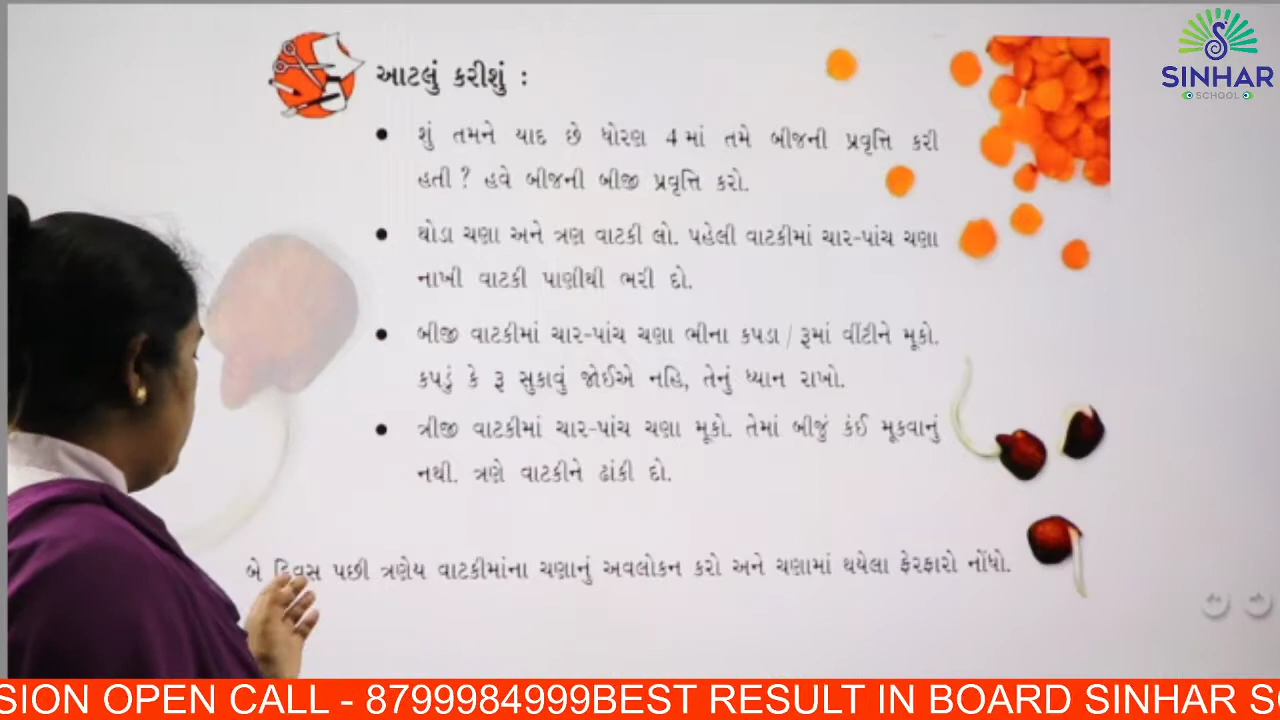 આટલું કરીશું :
• શું તમને યાદ છે ધોરણ 4 માં તમે બીજની પ્રવૃત્તિ કરી
હતી ? હવે બીજની બીજી પ્રવૃત્તિ કરો.
• થોડા ચણા અને ત્રણ વાટકી લો. પહેલી વાટકીમાં ચાર-પાંચ ચણા
નાખી વાટકી પાણીથી ભરી દો.
• બીજી વાટકીમાં ચાર-પાંચ ચણા ભીના કપડા / રૂમાં વીંટીને મૂકો.
કપડું કે રૂ સુકાવું જોઈએ નહિ, તેનું ધ્યાન રાખો.
• ત્રીજી વાટકીમાં ચાર-પાંચ ચણા મૂકો. તેમાં બીજું કંઈ મૂકવાનું
નથી. ત્રણે વાટકીને ઢાંકી દો.
બે દિવસ પછી ત્રણેય વાટકીમાંના ચણાનું અવલોકન કરો અને ચણામાં થયેલા ફેરફારો નોંધો.
SINHAR
SCHOOL
SION OPEN CALL - 8799984999BEST RESULT IN BOARD SINHAR S